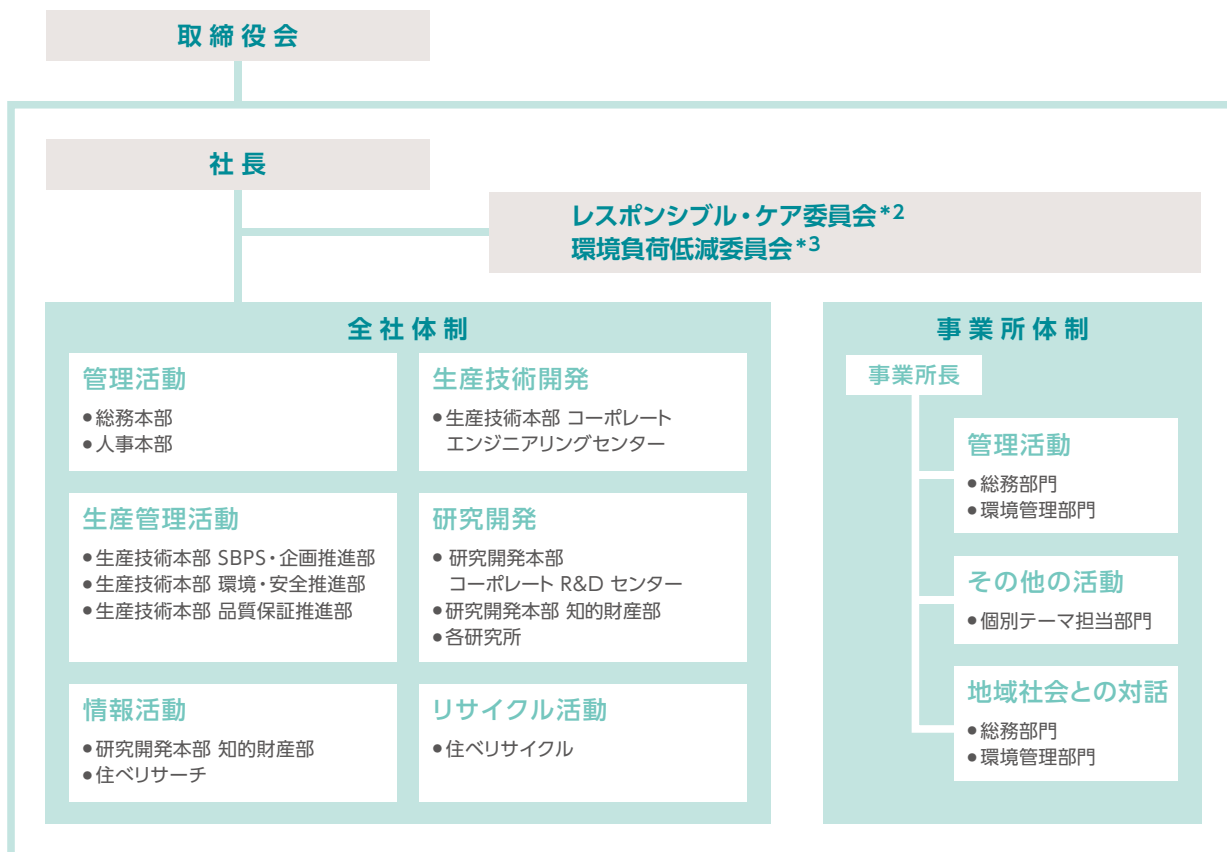 取締役会
社長
レスポンシブル・ケア委員会*2
環境負荷低減委員会*3
全社体制
管理活動
●総務本部
●人事本部
生産技術開発
●生産技術本部 コーポレート
エンジニアリングセンター
生産管理活動
●生産技術本部 SBPS・企画推進部
●生産技術本部 環境・安全推進部
●生産技術本部 品質保証推進部
研究開発
● 研究開発本部
コーポレート R&D センター
●研究開発本部 知的財産部
●各研究所
情報活動
●研究開発本部 知的財産部
●住ベリサーチ
リサイクル活動
●住ベリサイクル
事業所体制
事業所長
管理活動
●総務部門
●環境管理部門
その他の活動
●個別テーマ担当部門
地域社会との対話
●総務部門
●環境管理部門